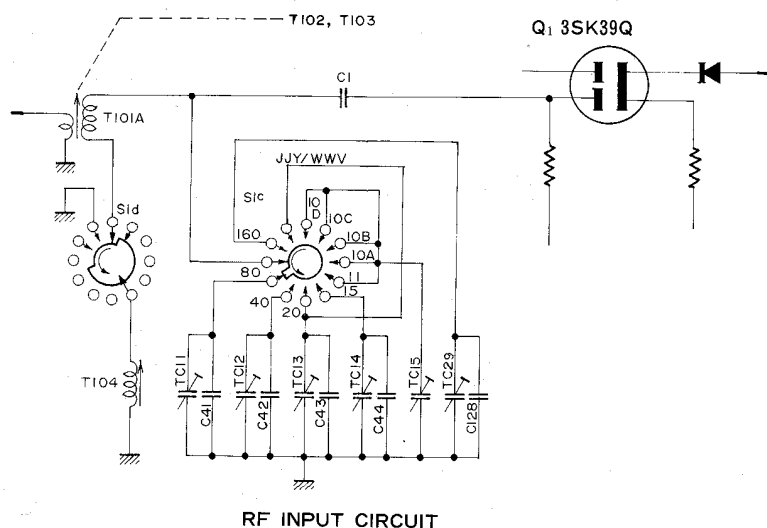 T102, T103
Q1 3SK39Q
C1
T101A
JJY/WWV
S1c
S1d
10
D
10C
160
10B
10A
80
11
40
15
20
T104
TC11
C41
TC12
C42
TC13
C43
TC14
C44
TC15
TC29
C128
RF INPUT CIRCUIT